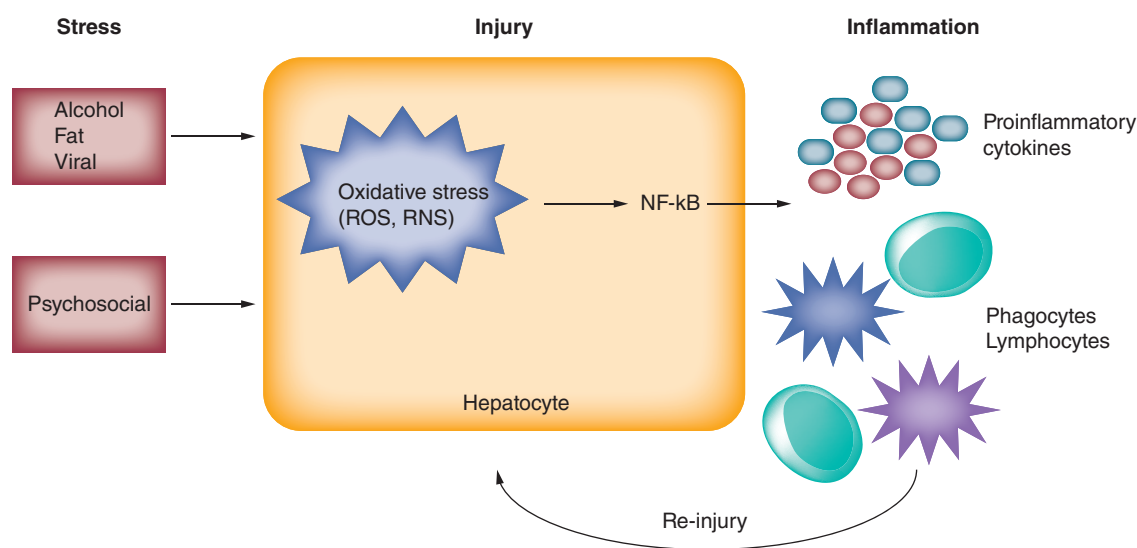 Stress
Injury
Inflammation
Alcohol
Fat
Viral
Psychosocial
Oxidative stress
(ROS, RNS)
NF-kB
Hepatocyte
Proinflammatory
cytokines
Phagocytes
Lymphocytes
Re-injury